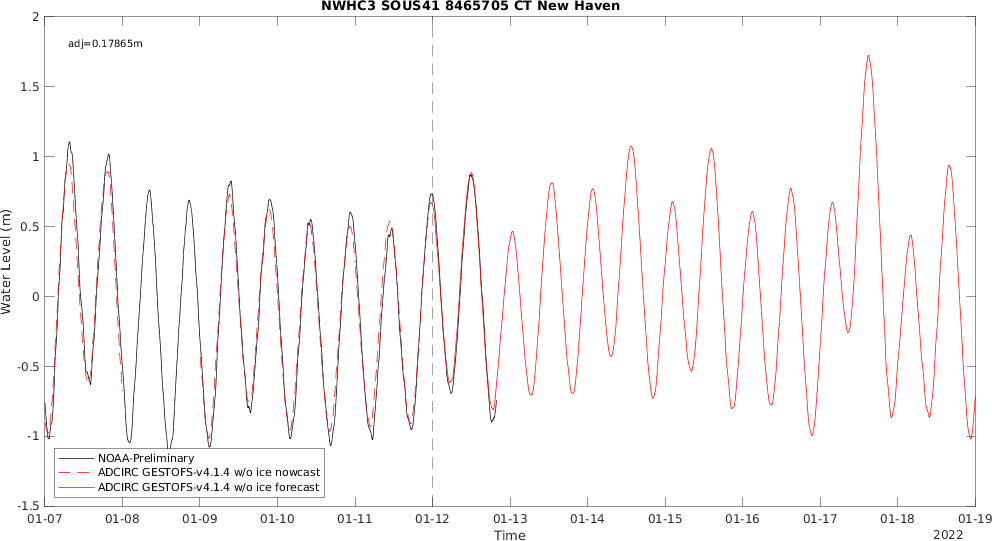 NWHC3 SOUS41 8465705 CT New Haven
adj=0.17865m
2
1.5
1
0.5
0
-0.5
-1
-1.5
Water Level (m)
NOAA-Preliminary
ADCIRC GESTOFS-v4.1.4 w/o ice nowcast
ADCIRC GESTOFS-v4.1.4 w/o ice forecast
01-07 01-08 01-09 01-10 01-11 01-12 01-13 01-14 01-15 01-16 01-17 01-18 01-19
Time
2022